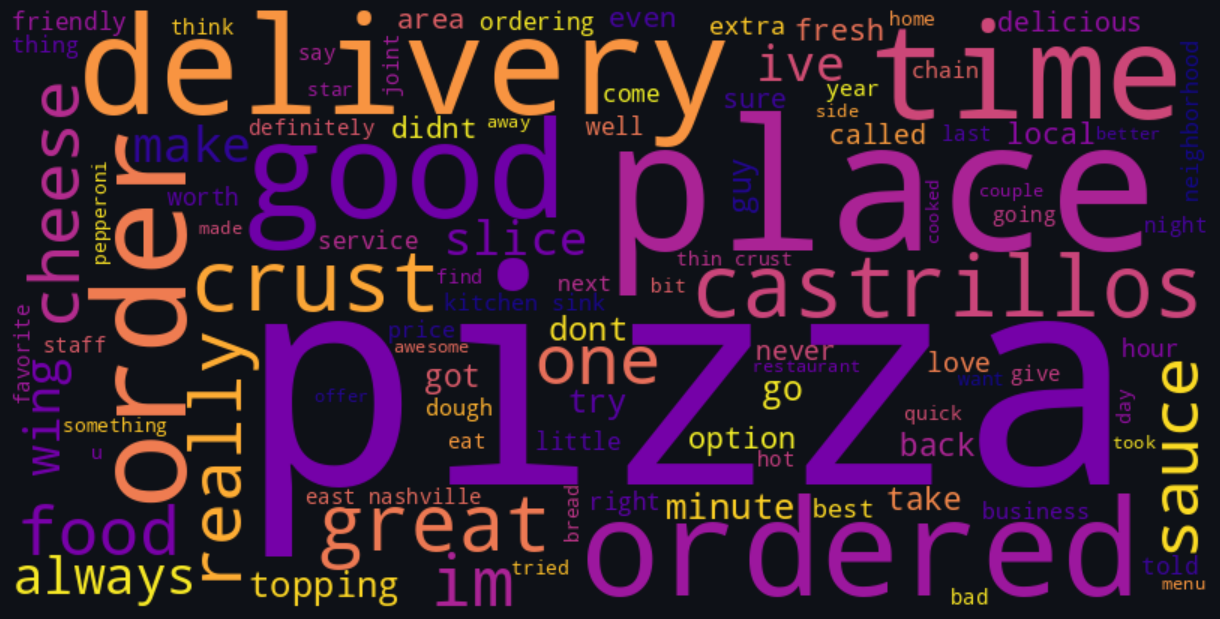 friendly
think
area
ordering
even
extra
fresh
home
delicious
thing
delivery
say
joint
ive
time
chain
neighborhood
star
come
sure
year
side
cheese
order
make
definitely
didnt
away
well
place
called
last
local
better
good
guy
pepperoni
worth
cooked
couple
going
night
made
service
slice
crust
find
next
thin crust
bit
castrillos
kitchen sink
favorite
staff
really
price
awesome
dont
one
never
restaurant
love
want
give
hour
pizza
wing
offer
got
dough
try
go
quick
day
sauce
something
u
eat
little
option
hot
back
took
east nashville
bread
right
minute
best
take
business
food
great
ordered
always
topping
im
tried
told
menu
bad